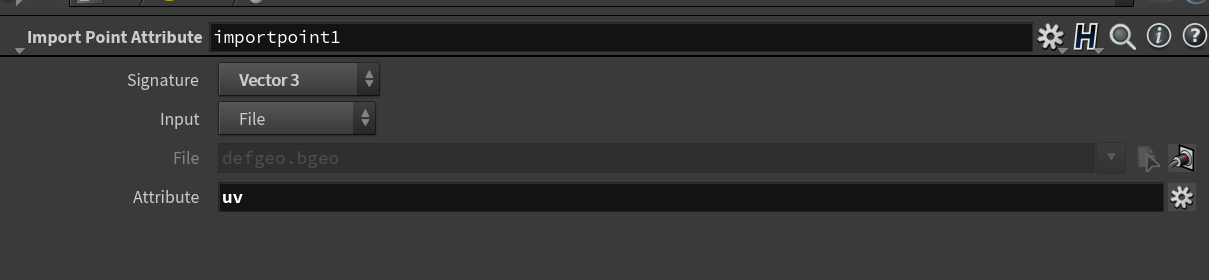 Import Point Attribute importpoint1
Signature Vector 3
Input File
File defgeo.bgeo
Attribute uv